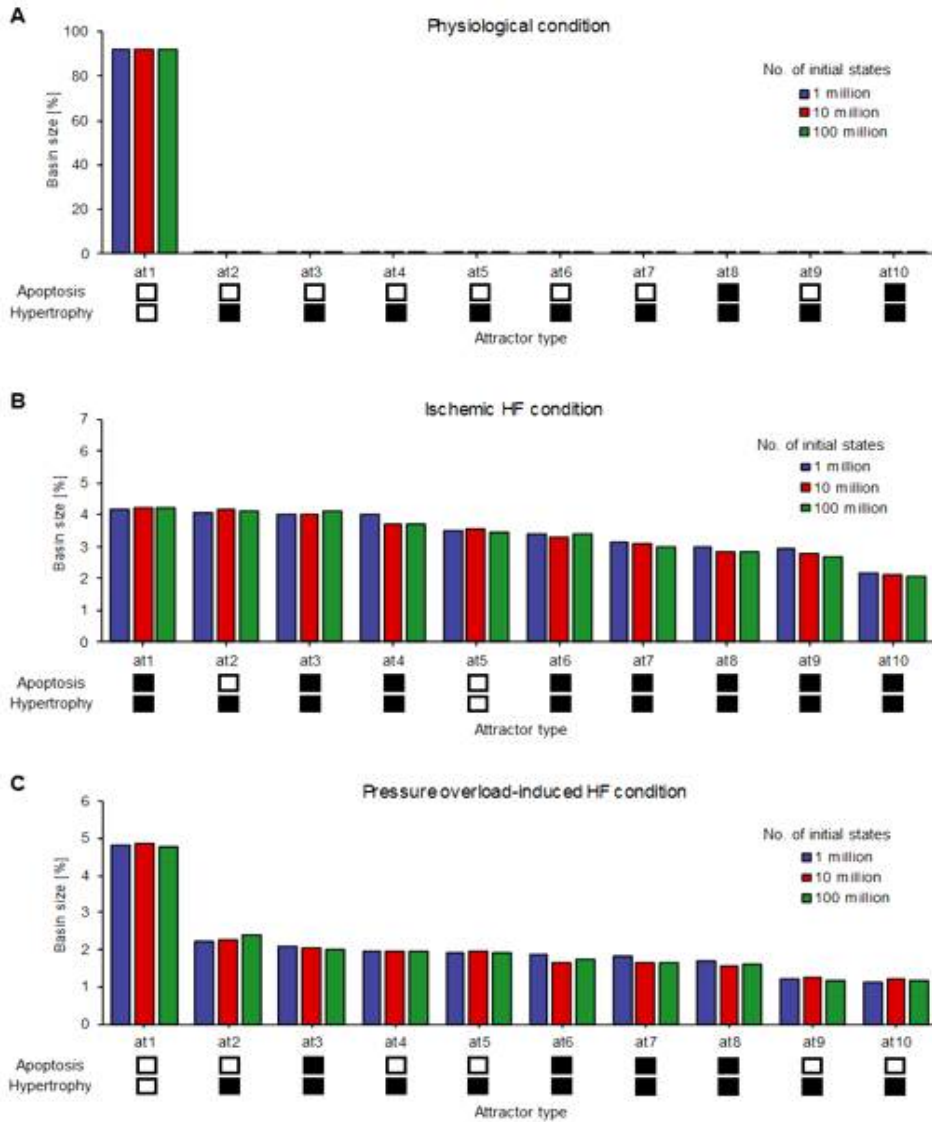 A
Physiological condition
100
80
60
40
20
0
Basin size [%]
No. of initial states
1 million
10 million
100 million
at1 at2 at3 at4 at5 at6 at7 at8 at9 at10
Apoptosis
Hypertrophy
Attractor type
B
Ischemic HF condition
7
6
5
4
3
2
1
0
Basin size [%]
No. of initial states
1 million
10 million
100 million
at1 at2 at3 at4 at5 at6 at7 at8 at9 at10
Apoptosis
Hypertrophy
Attractor type
C
Pressure overload-induced HF condition
6
5
4
3
2
1
0
Basin size [%]
No. of initial states
1 million
10 million
100 million
at1 at2 at3 at4 at5 at6 at7 at8 at9 at10
Apoptosis
Hypertrophy
Attractor type